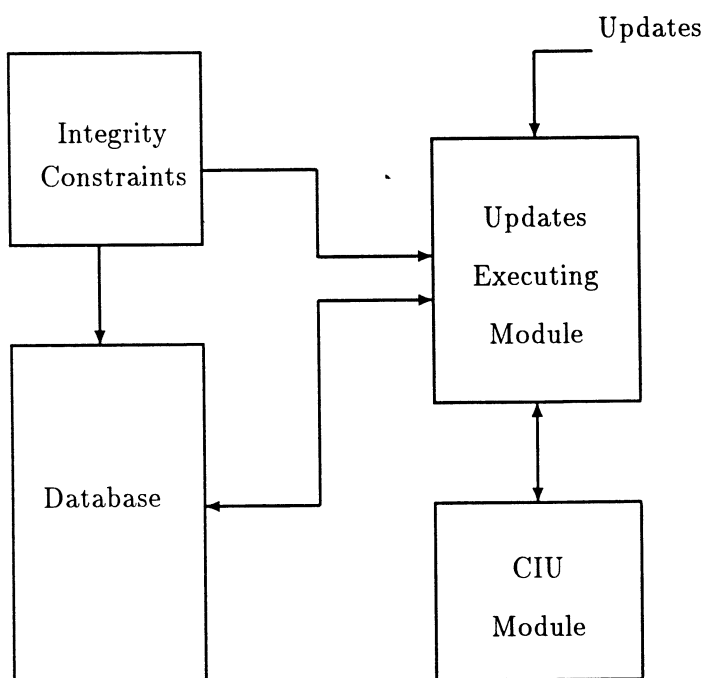 Updates
Integrity
Constraints
Updates
Executing
Module
Database
CIU
Module